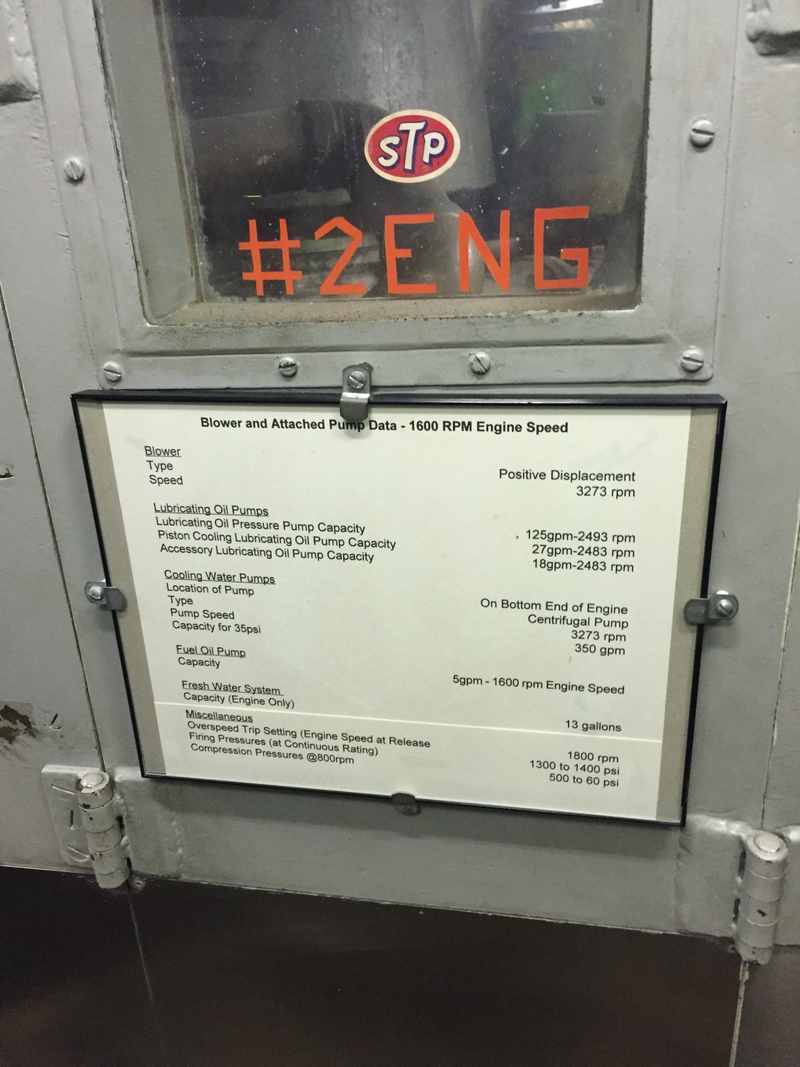 STP
#2ENG
Blower and Attached Pump Data - 1600 RPM Engine Speed
Blower
Type Positive Displacement
Speed 3273 rpm
Lubricating Oil Pumps
Lubricating Oil Pressure Pump Capacity 125gpm-2493 rpm
Piston Cooling Lubricating Oil Pump Capacity 27gpm-2483 rpm
Accessory Lubricating Oil Pump Capacity 18gpm-2483 rpm
Cooling Water Pumps
Location of Pump On Bottom End of Engine
Type Centrifugal Pump
Pump Speed 3273 rpm
Capacity for 35psi 350 gpm
Fuel Oil Pump
Capacity 5gpm - 1600 rpm Engine Speed
Fresh Water System
Capacity (Engine Only) 13 gallons
Miscellaneous
Overspeed Trip Setting (Engine Speed at Release 1800 rpm
Firing Pressures (at Continuous Rating) 1300 to 1400 psi
Compression Pressures @800rpm 500 to 60 psi